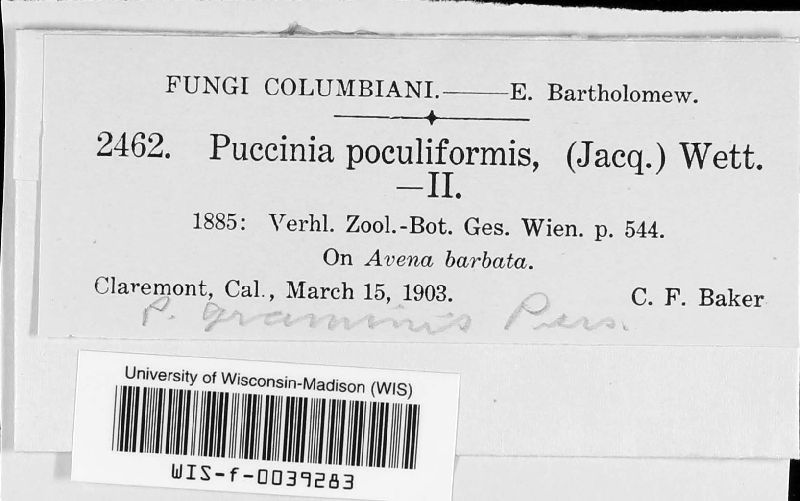 FUNGI COLUMBIANI.——E. Bartholomew.
2462. Puccinia poculiformis, (Jacq.) Wett.
—II.
1885: Verhl. Zool.-Bot. Ges. Wien. p. 544.
On Avena barbata.
Claremont, Cal., March 15, 1903. C. F. Baker
P. graminis Pers.
University of Wisconsin-Madison (WIS)
WIS-f-0039283